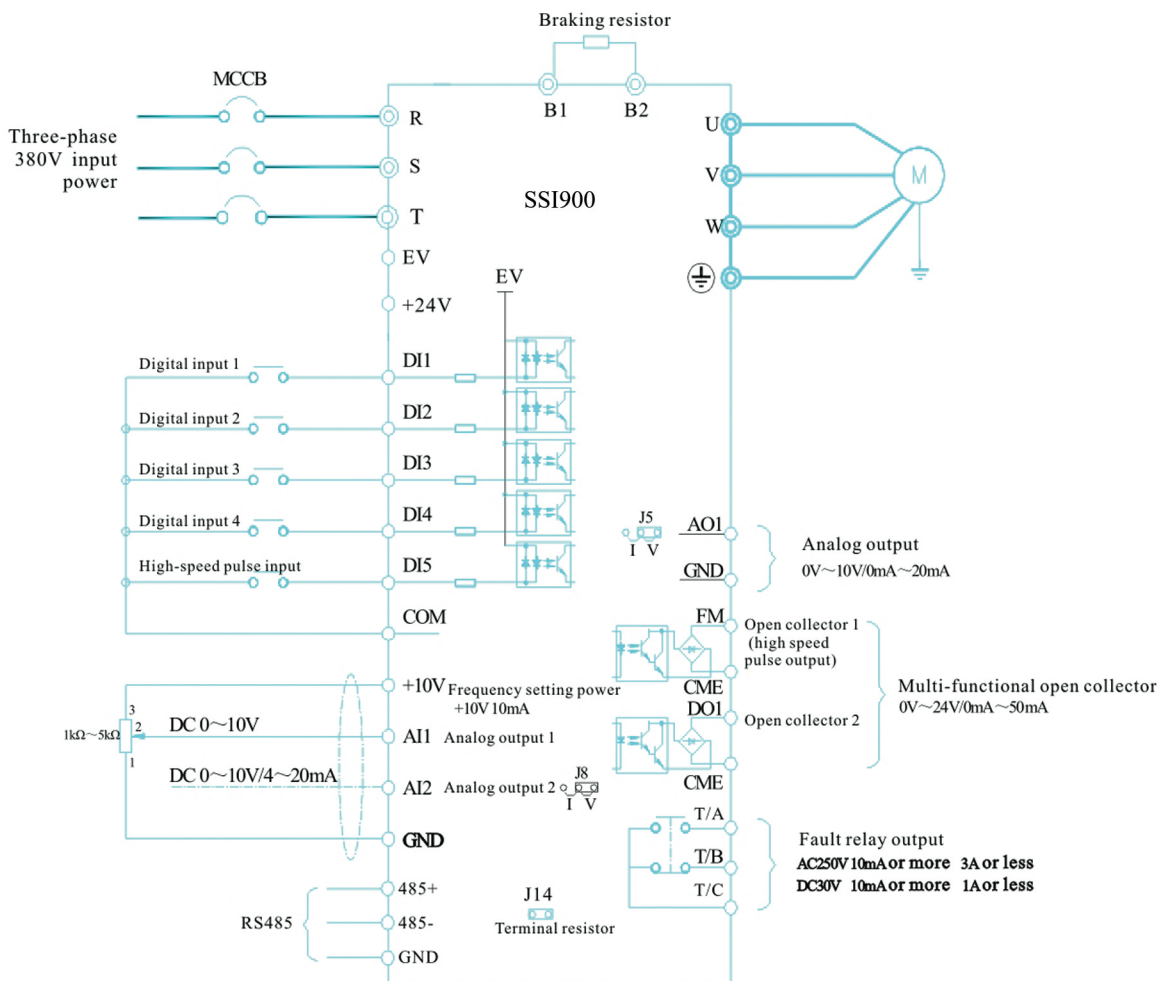 Braking resistor
MCCB
B1
B2
R
Three-phase
380V input
power
S
T
SSI900
U
V
W
M
EV
+24V
EV
Digital input 1
DI1
Digital input 2
DI2
Digital input 3
DI3
Digital input 4
DI4
High-speed pulse input
DI5
COM
J5
I V
AO1
GND
Analog output
0V~10V/0mA~20mA
FM
Open collector 1
(high speed
pulse output)
CME
DO1
Open collector 2
CME
Multi-functional open collector
0V~24V/0mA~50mA
+10V
Frequency setting power
+10V 10mA
3
2
1
1kΩ~5kΩ
DC 0~10V
AI1
Analog output 1
DC 0~10V/4~20mA
AI2
Analog output 2
J8
I V
GND
T/A
T/B
T/C
Fault relay output
AC250V 10mA or more 3A or less
DC30V 10mA or more 1A or less
RS485
485+
485-
GND
J14
Terminal resistor